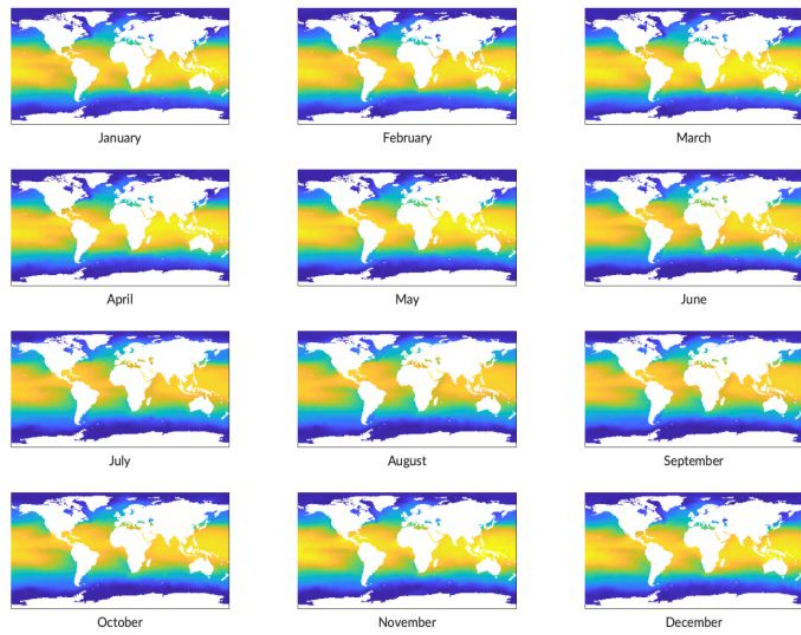 January
February
March
April
May
June
July
August
September
October
November
December